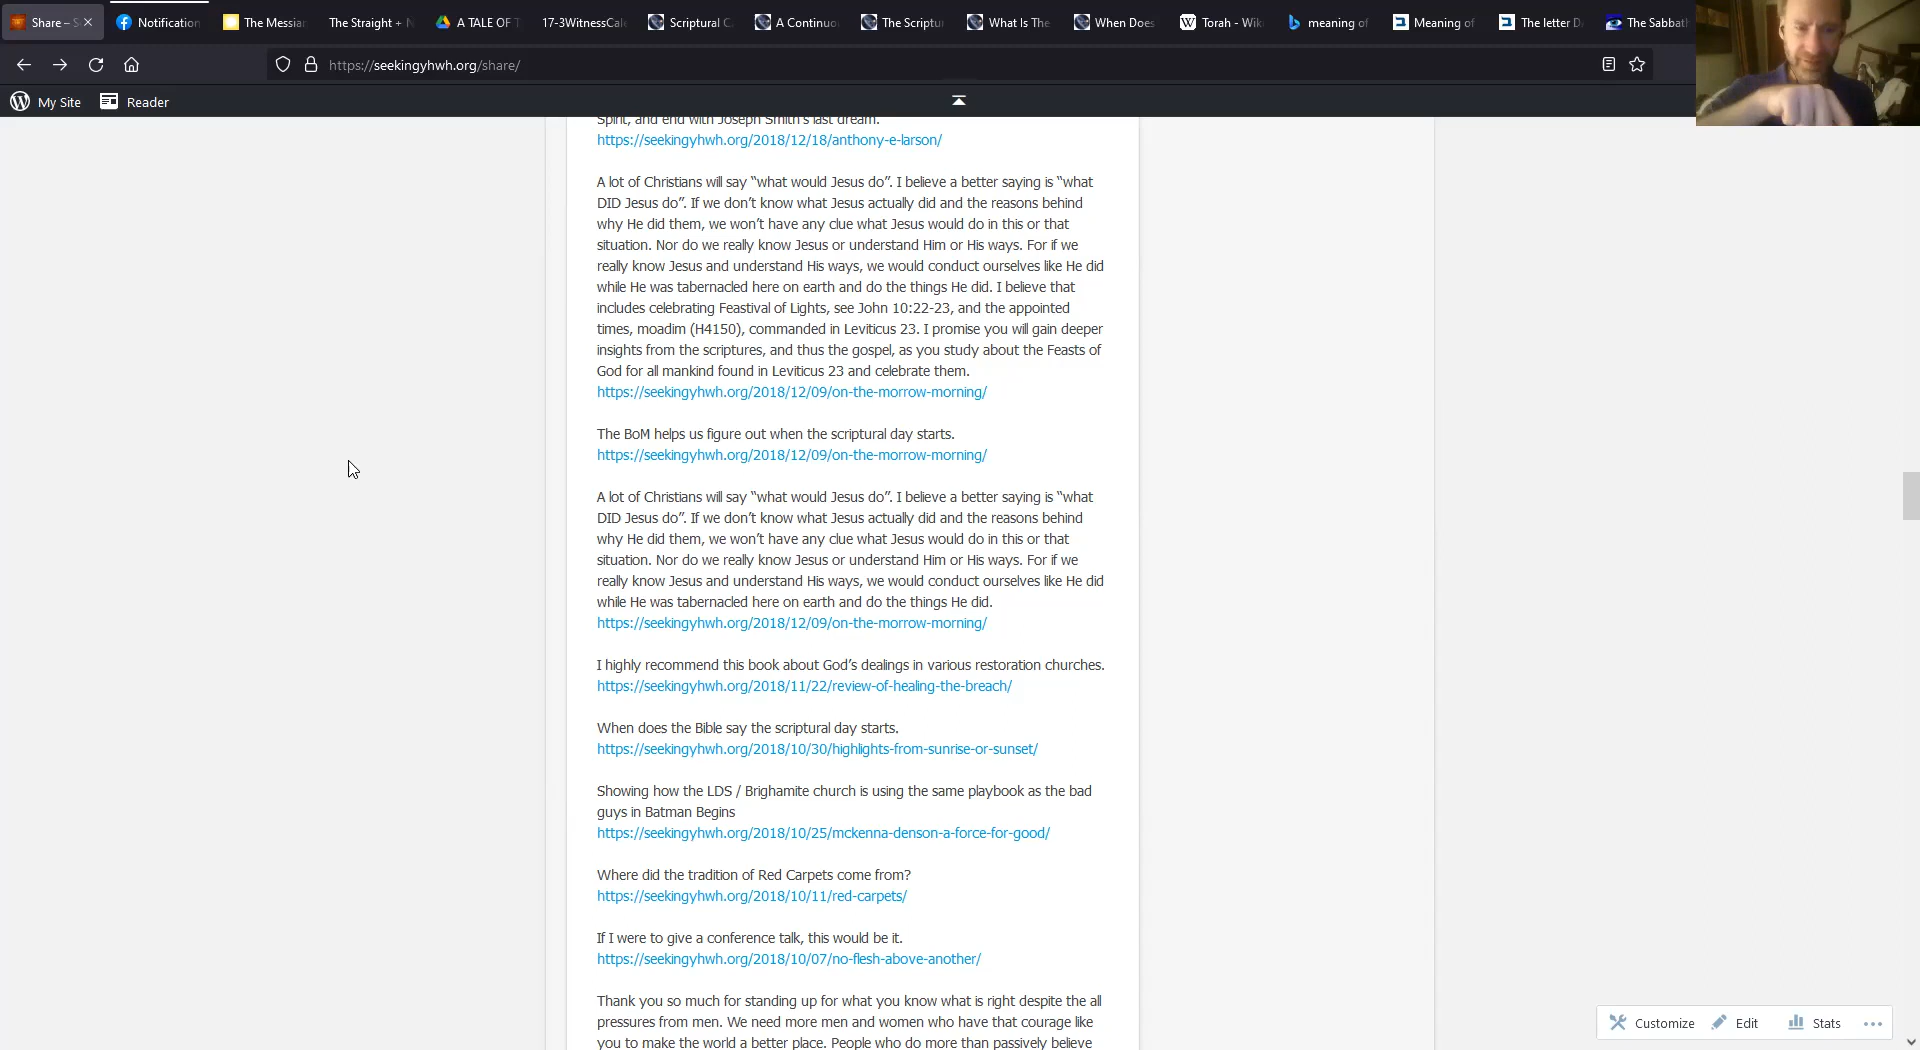 Share – S
Notification
The Messia
The Straight +
A TALE OF T
17-3WitnessCal
Scriptural C
A Continuo
The Scriptu
What Is The
When Does
Torah - Wik
meaning of
Meaning of
The letter D
The Sabbath
https://seekingyhwh.org/share/
My Site
Reader
Spirit, and end with Joseph Smith's last dream.
https://seekingyhwh.org/2018/12/18/anthony-e-larson/
A lot of Christians will say “what would Jesus do”. I believe a better saying is “what
DID Jesus do”. If we don’t know what Jesus actually did and the reasons behind
why He did them, we won’t have any clue what Jesus would do in this or that
situation. Nor do we really know Jesus or understand Him or His ways. For if we
really know Jesus and understand His ways, we would conduct ourselves like He did
while He was tabernacled here on earth and do the things He did. I believe that
includes celebrating Feastival of Lights, see John 10:22-23, and the appointed
times, moadim (H4150), commanded in Leviticus 23. I promise you will gain deeper
insights from the scriptures, and thus the gospel, as you study about the Feasts of
God for all mankind found in Leviticus 23 and celebrate them.
https://seekingyhwh.org/2018/12/09/on-the-morrow-morning/
The BoM helps us figure out when the scriptural day starts.
https://seekingyhwh.org/2018/12/09/on-the-morrow-morning/
A lot of Christians will say “what would Jesus do”. I believe a better saying is “what
DID Jesus do”. If we don’t know what Jesus actually did and the reasons behind
why He did them, we won’t have any clue what Jesus would do in this or that
situation. Nor do we really know Jesus or understand Him or His ways. For if we
really know Jesus and understand His ways, we would conduct ourselves like He did
while He was tabernacled here on earth and do the things He did.
https://seekingyhwh.org/2018/12/09/on-the-morrow-morning/
I highly recommend this book about God’s dealings in various restoration churches.
https://seekingyhwh.org/2018/11/22/review-of-healing-the-breach/
When does the Bible say the scriptural day starts.
https://seekingyhwh.org/2018/10/30/highlights-from-sunrise-or-sunset/
Showing how the LDS / Brighamite church is using the same playbook as the bad
guys in Batman Begins
https://seekingyhwh.org/2018/10/25/mckenna-denson-a-force-for-good/
Where did the tradition of Red Carpets come from?
https://seekingyhwh.org/2018/10/11/red-carpets/
If I were to give a conference talk, this would be it.
https://seekingyhwh.org/2018/10/07/no-flesh-above-another/
Thank you so much for standing up for what you know what is right despite the all
pressures from men. We need more men and women who have that courage like
you to make the world a better place. People who do more than passively believe
Customize
Edit
Stats